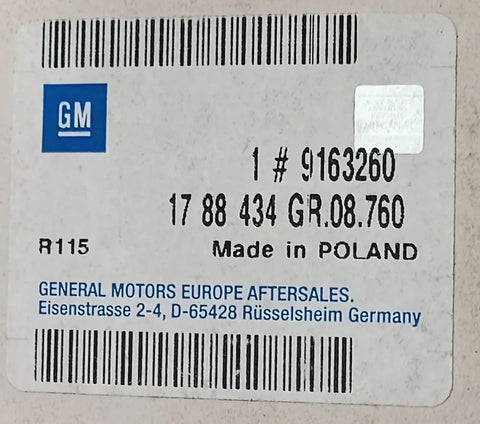 GM
1 # 9163260
17 88 434 GR.08.760
R115 Made in POLAND
GENERAL MOTORS EUROPE AFTERSALES.
Eisenstrasse 2-4, D-65428 Rüsselsheim Germany